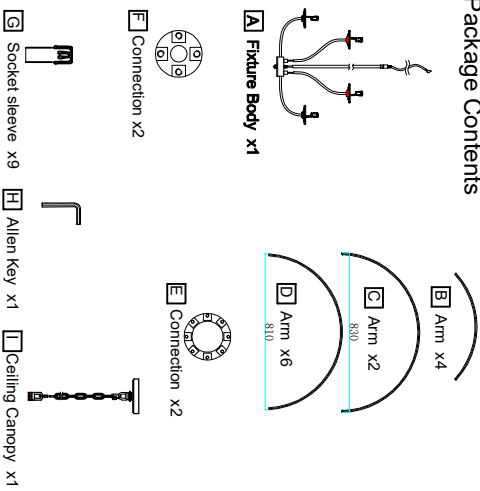 Package Contents
A Fixture Body x1
B Arm x4
C Arm x2
830
D Arm x6
810
E Connection x2
F Connection x2
G Socket sleeve x9
H Allen Key x1
I Ceiling Canopy x1